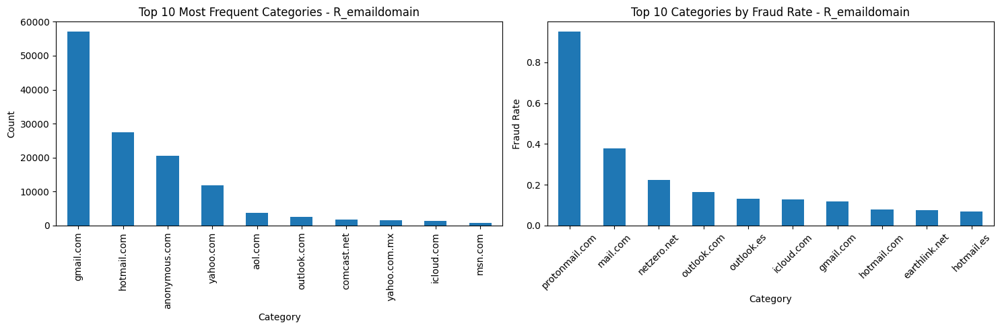 Top 10 Most Frequent Categories - R_emaildomain
60000
50000
40000
30000
20000
10000
0
Count
gmail.com
hotmail.com
anonymous.com
yahoo.com
aol.com
outlook.com
comcast.net
yahoo.com.mx
icloud.com
msn.com
Category
Top 10 Categories by Fraud Rate - R_emaildomain
0.8
0.6
0.4
0.2
0.0
Fraud Rate
protonmail.com
mail.com
netzero.net
outlook.com
outlook.es
icloud.com
gmail.com
hotmail.com
earthlink.net
hotmail.es
Category